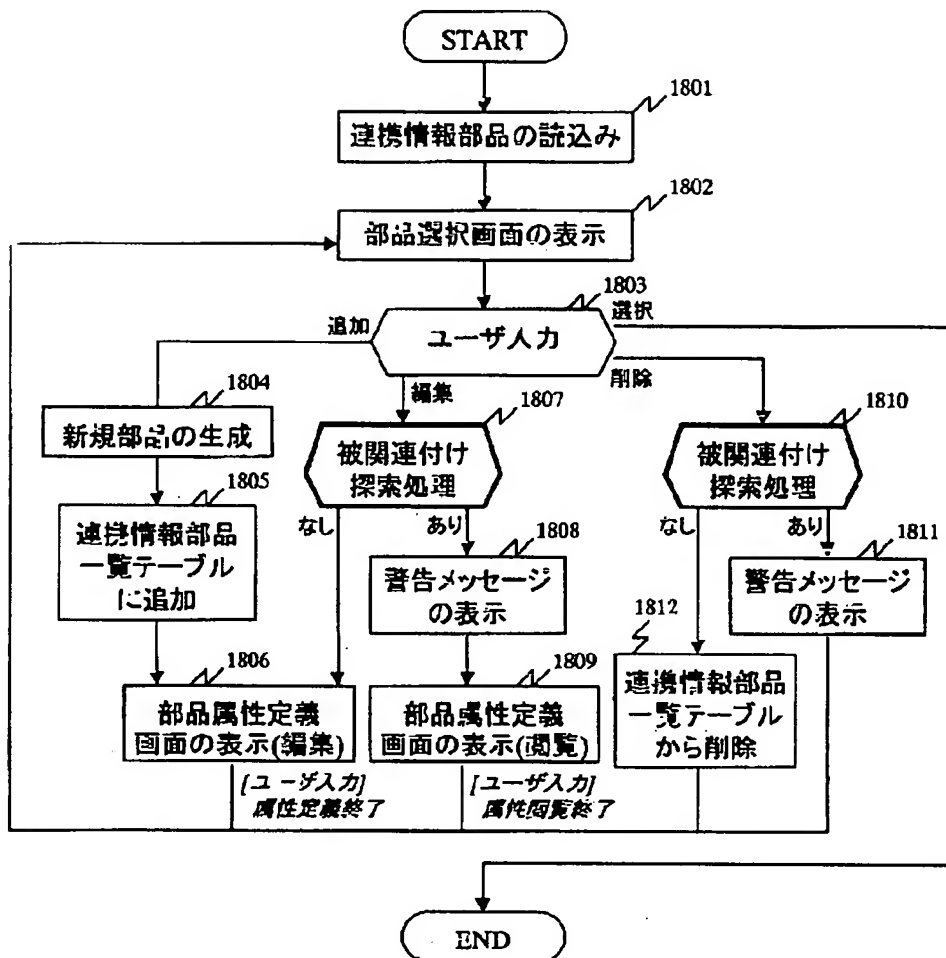 START
1801
連携情報部品の読込み
1802
部品選択画面の表示
1803
選択
追加
ユーザ入力
削除
編集
1804
新規部品の生成
1807
被関連付け
探索処理
1810
被関連付け
探索処理
1805
連携情報部品
一覧テーブル
に追加
なし
あり
1808
警告メッセージ
の表示
なし
あり
1811
警告メッセージ
の表示
1812
連携情報部品
一覧テーブル
から削除
1806
部品属性定義
画面の表示(編集)
1809
部品属性定義
画面の表示(閲覧)
[ユーザ入力]
属性定義終了
[ユーザ入力]
属性閲覧終了
END